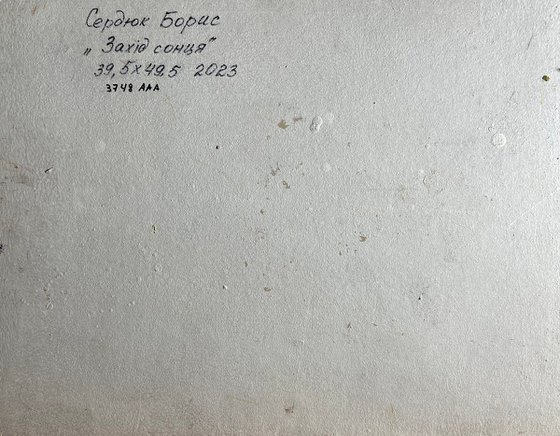 Сердюк Борис
„Захід сонця"
39,5х49.5 2023
3748 ААА